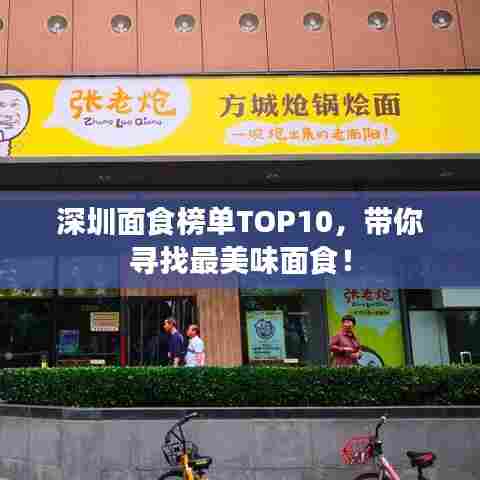 张老炝
Zhang Lao Qiang
方城炝锅烩面
一碗炝出来的老南阳！
深圳面食榜单TOP10，带你
寻找最美味面食！
张老炝